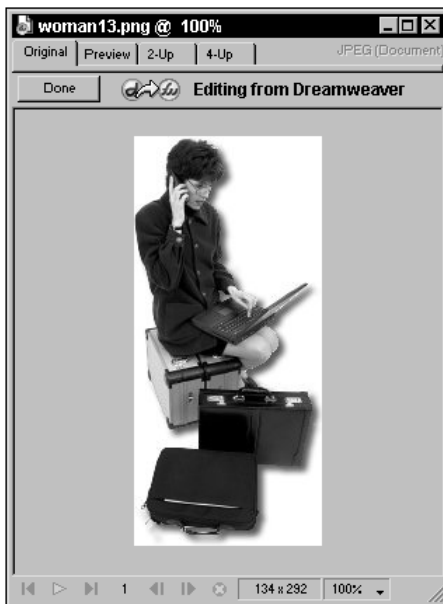 woman13.png @ 100%
Original Preview 2-Up 4-Up JPEG (Document)
Done Editing from Dreamweaver
1 134 x 292 100%